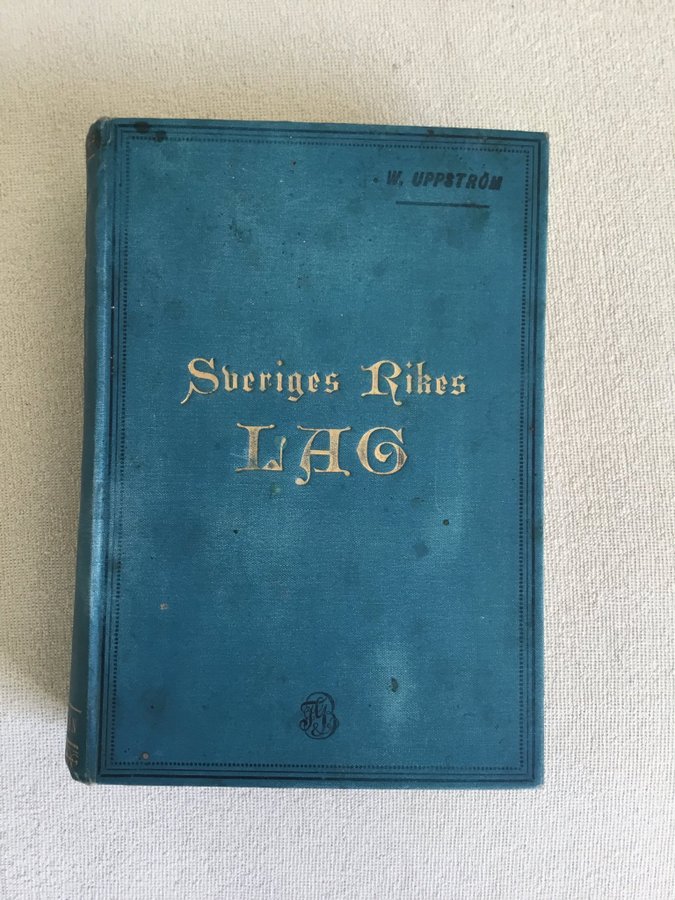 W. UPPSTRÖM
Sveriges Rikes
LAG
F&B